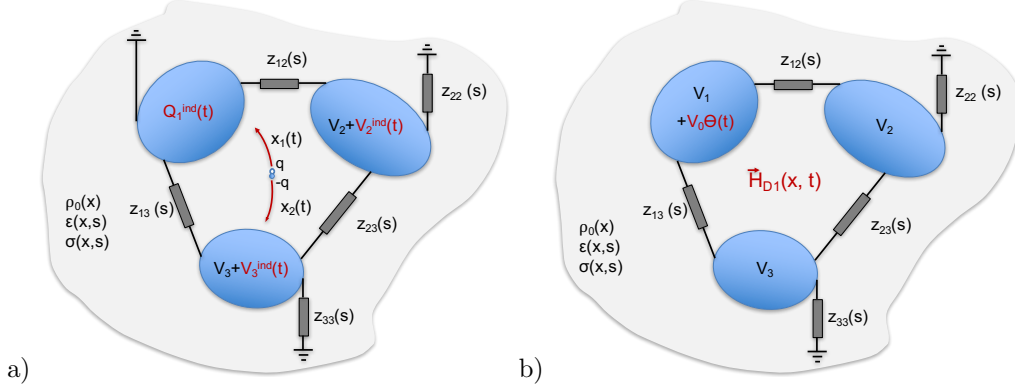 z₁₂(s)
Q₁ⁱⁿᵈ(t)
z₂₂ (s)
V₂+V₂ⁱⁿᵈ(t)
x₁(t)
q
-q
x₂(t)
z₁₃ (s)
z₂₃(s)
ρ₀(x)
ε(x,s)
σ(x,s)
V₃+V₃ⁱⁿᵈ(t)
z₃₃(s)
a)
z₁₂(s)
V₁
+V₀Θ(t)
z₂₂ (s)
V₂
H⃗_D1(x, t)
z₁₃ (s)
z₂₃(s)
ρ₀(x)
ε(x,s)
σ(x,s)
V₃
z₃₃(s)
b)